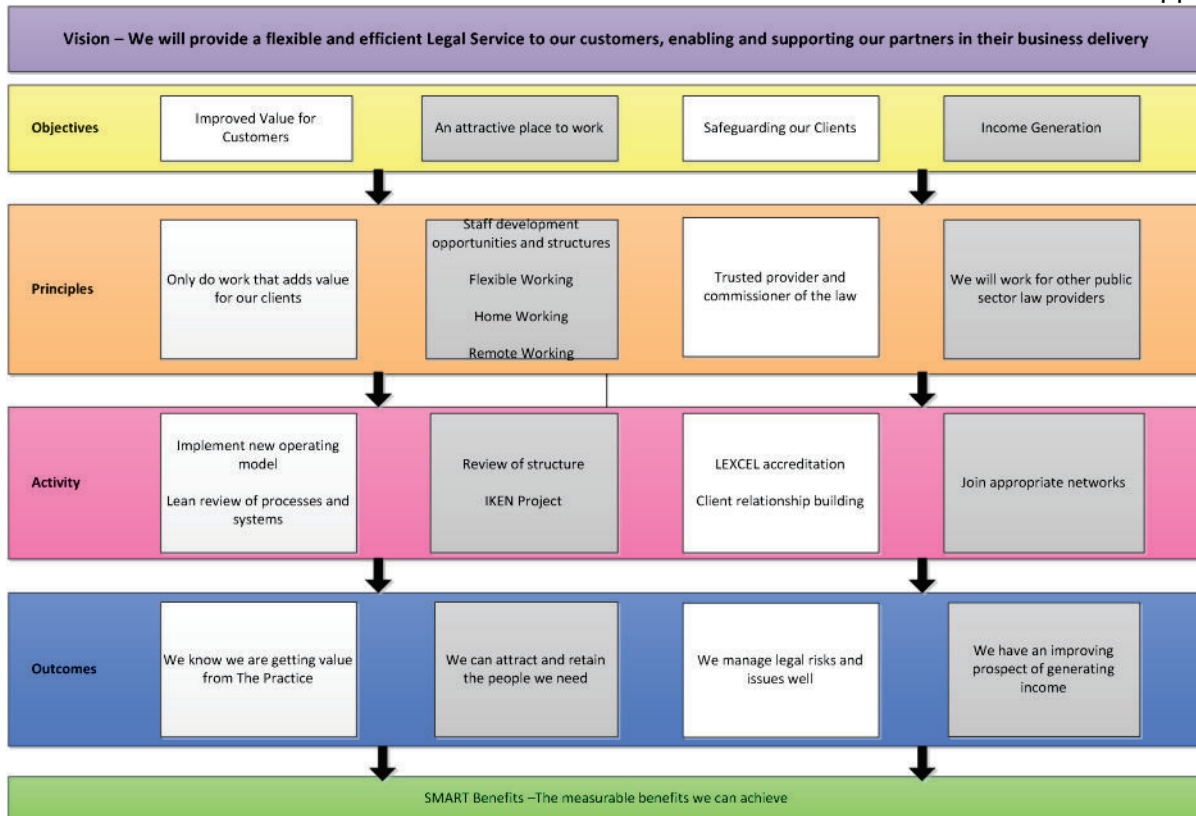 Vision – We will provide a flexible and efficient Legal Service to our customers, enabling and supporting our partners in their business delivery
Objectives
Improved Value for
Customers
An attractive place to work
Safeguarding our Clients
Income Generation
Principles
Only do work that adds value
for our clients
Staff development
opportunities and structures
Flexible Working
Home Working
Remote Working
Trusted provider and
commissioner of the law
We will work for other public
sector law providers
Activity
Implement new operating
model
Lean review of processes and
systems
Review of structure
IKEN Project
LEXCEL accreditation
Client relationship building
Join appropriate networks
Outcomes
We know we are getting value
from The Practice
We can attract and retain
the people we need
We manage legal risks and
issues well
We have an improving
prospect of generating
income
SMART Benefits –The measurable benefits we can achieve